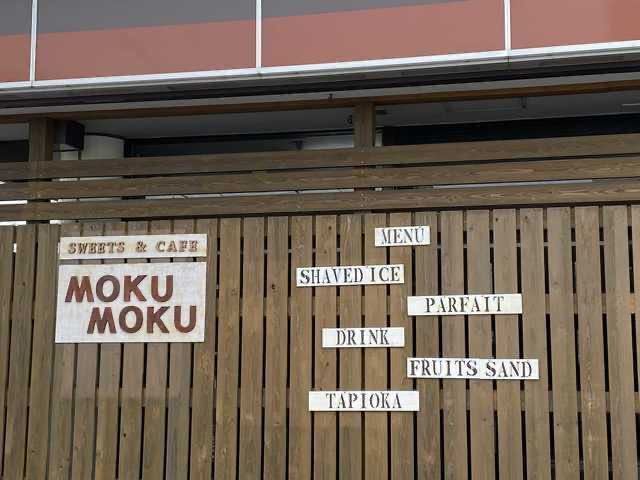 SWEETS & CAFE
MOKU
MOKU
MENU
SHAVED ICE
PARFAIT
DRINK
FRUITS SAND
TAPIOKA